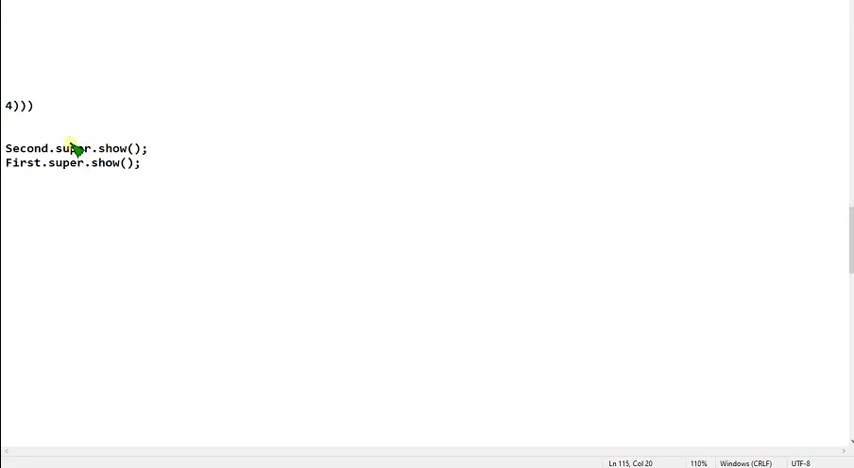 4)))
Second.super.show();
First.super.show();
Ln 115, Col 20 110% Windows (CRLF) UTF-8